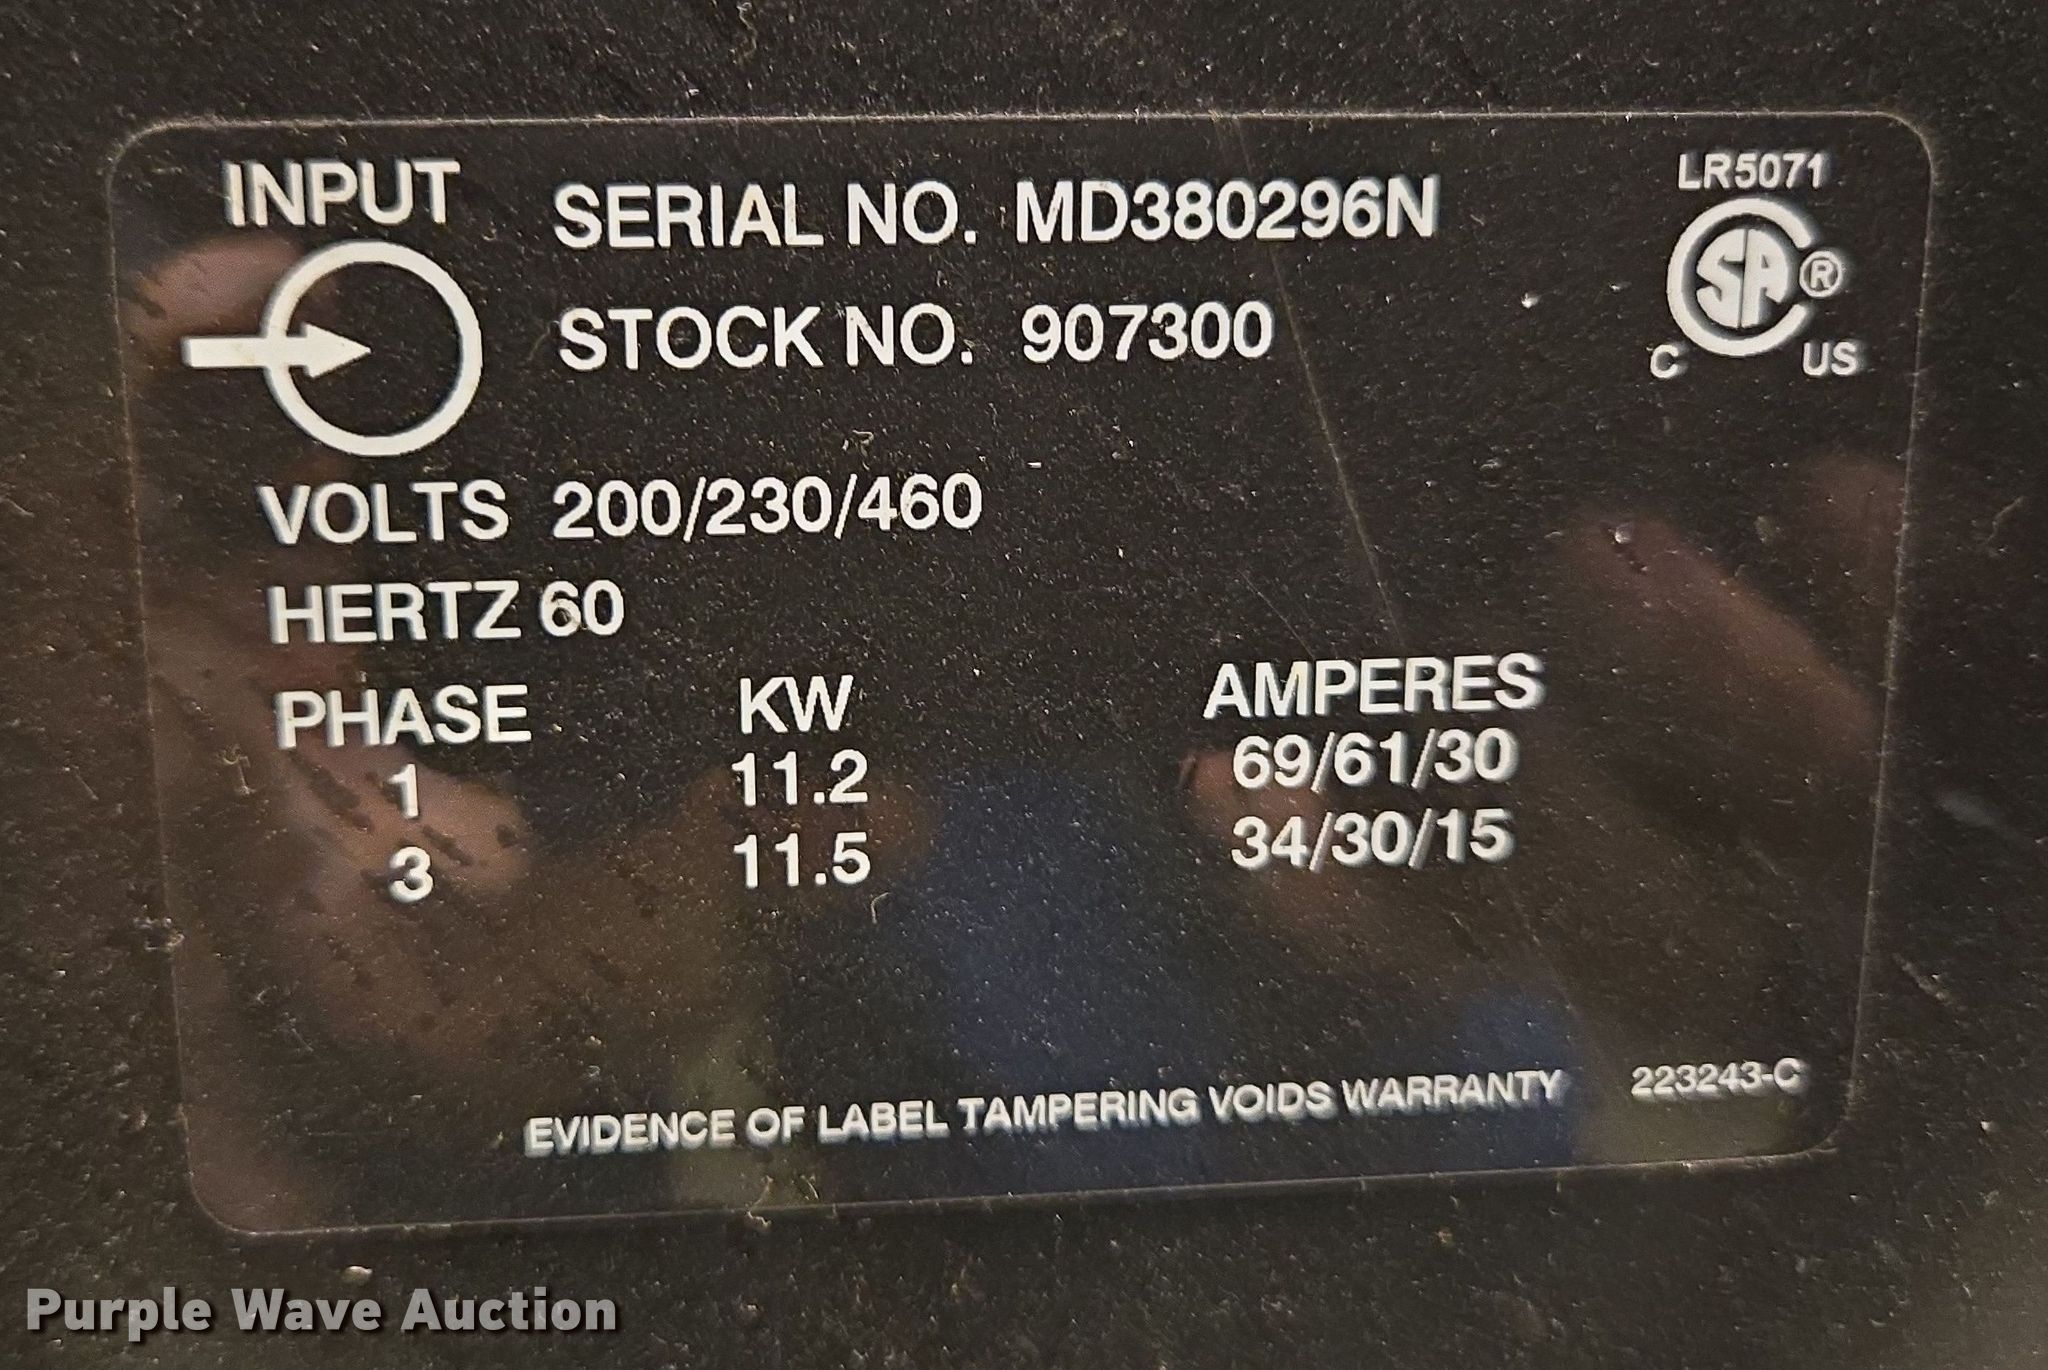 INPUT
SERIAL NO. MD380296N
STOCK NO. 907300
LR5071
SA ®
C US
VOLTS 200/230/460
HERTZ 60
PHASE KW AMPERES
1 11.2 69/61/30
3 11.5 34/30/15
EVIDENCE OF LABEL TAMPERING VOIDS WARRANTY 223243-C
Purple Wave Auction